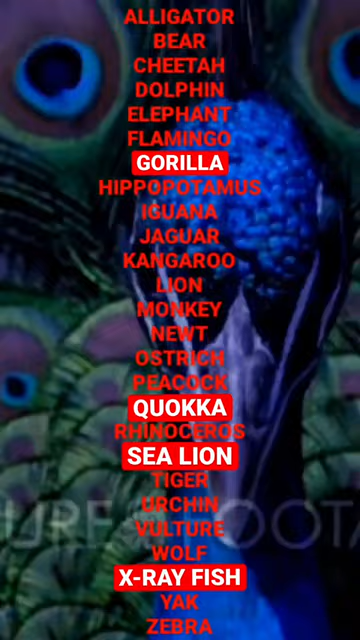 ALLIGATOR
BEAR
CHEETAH
DOLPHIN
ELEPHANT
FLAMINGO
GORILLA
HIPPOPOTAMUS
IGUANA
JAGUAR
KANGAROO
LION
MONKEY
NEWT
OSTRICH
PEACOCK
QUOKKA
RHINOCEROS
SEA LION
TIGER
URCHIN
VULTURE
WOLF
X-RAY FISH
YAK
ZEBRA